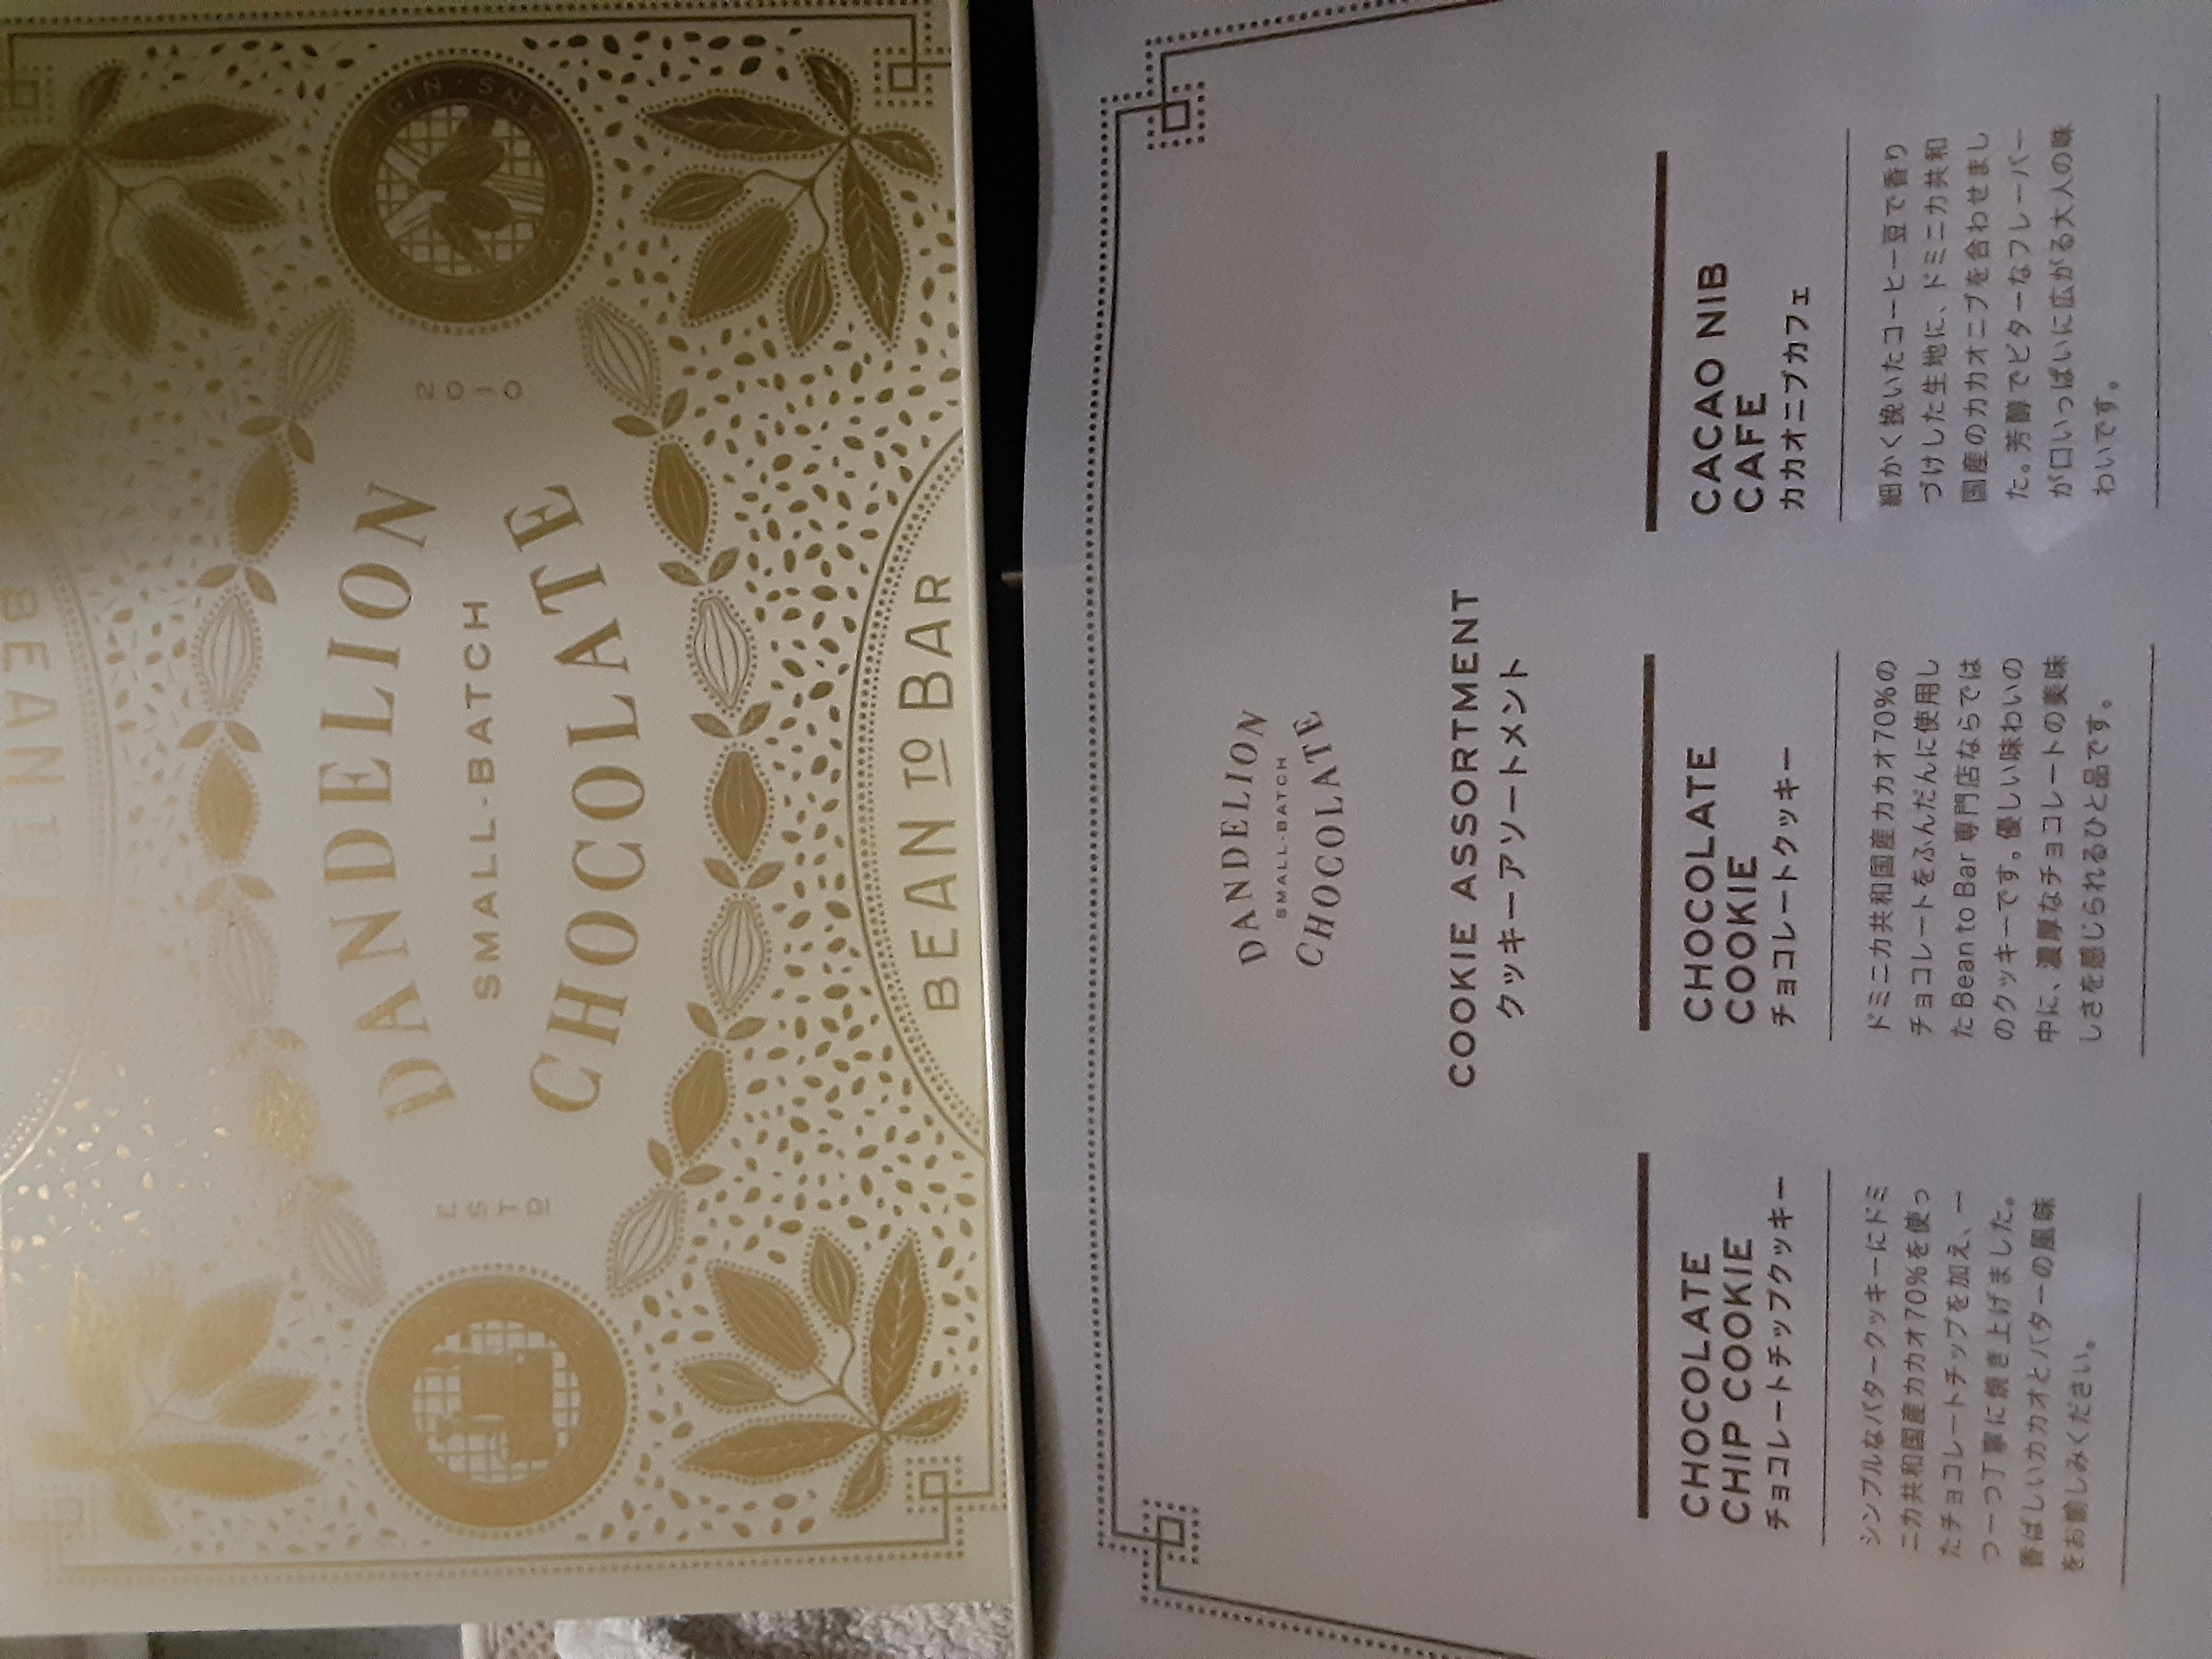 DANDELION
SMALL-BATCH
CHOCOLATE
ESTD
2010
BEAN TO BAR
BEAN
ORIGIN · BEANS
DANDELION
SMALL-BATCH
CHOCOLATE
COOKIE ASSORTMENT
クッキーアソートメント
CHOCOLATE
CHIP COOKIE
チョコレートチップクッキー
シンプルなバタークッキーにドミ
ニカ共和国産カカオ70%を使っ
たチョコレートチップを加え、一
つ一つ丁寧に焼き上げました。
香ばしいカカオとバターの風味
をお愉しみください。
CHOCOLATE
COOKIE
チョコレートクッキー
ドミニカ共和国産カカオ70%の
チョコレートをふんだんに使用し
たBean to Bar専門店ならでは
のクッキーです。優しい味わいの
中に、濃厚なチョコレートの美味
しさを感じられるひと品です。
CACAO NIB
CAFE
カカオニブカフェ
細かく挽いたコーヒー豆で香り
づけした生地に、ドミニカ共和
国産のカカオニブを合わせまし
た。芳醇でビターなフレーバー
が口いっぱいに広がる大人の味
わいです。